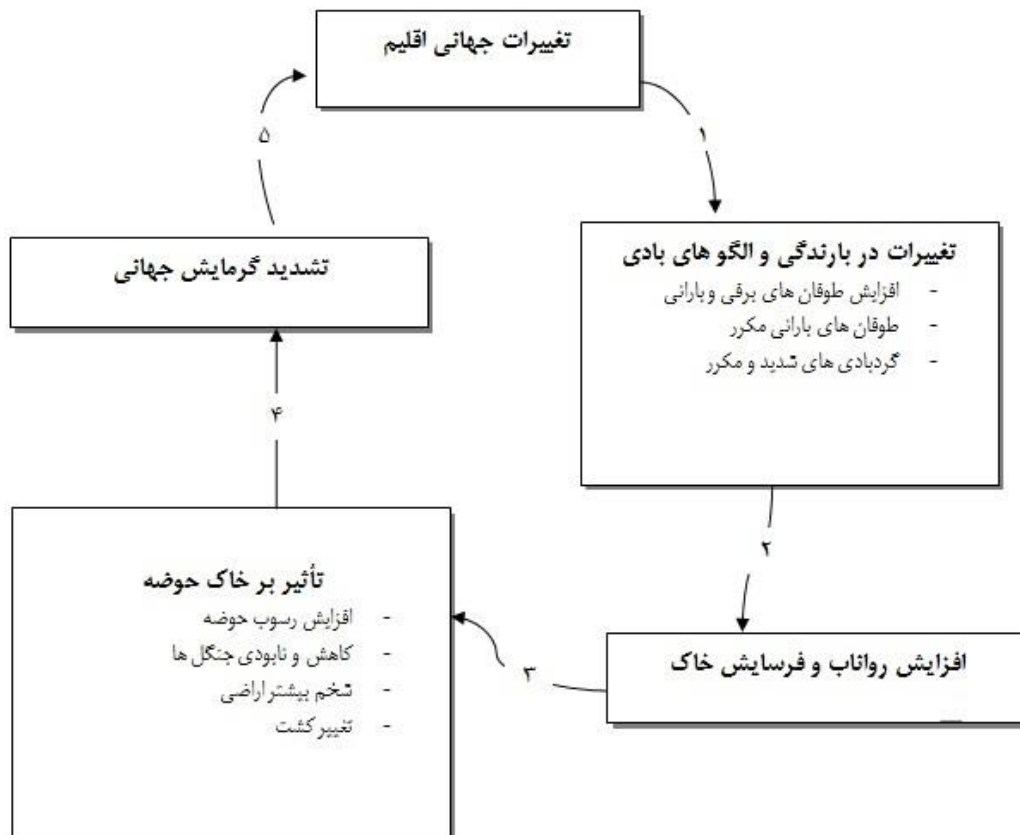 تغییرات جهانی اقلیم
۱
تغییرات در بارندگی و الگو های بادی
- افزایش طوفان های برفی و بارانی
- طوفان های بارانی مکرر
- گردبادی های شدید و مکرر
۲
افزایش رواناب و فرسایش خاک
۳
تأثیر بر خاک حوضه
- افزایش رسوب حوضه
- کاهش و نابودی جنگل ها
- شخم بیشتر اراضی
- تغییر کشت
۴
تشدید گرمایش جهانی
۵